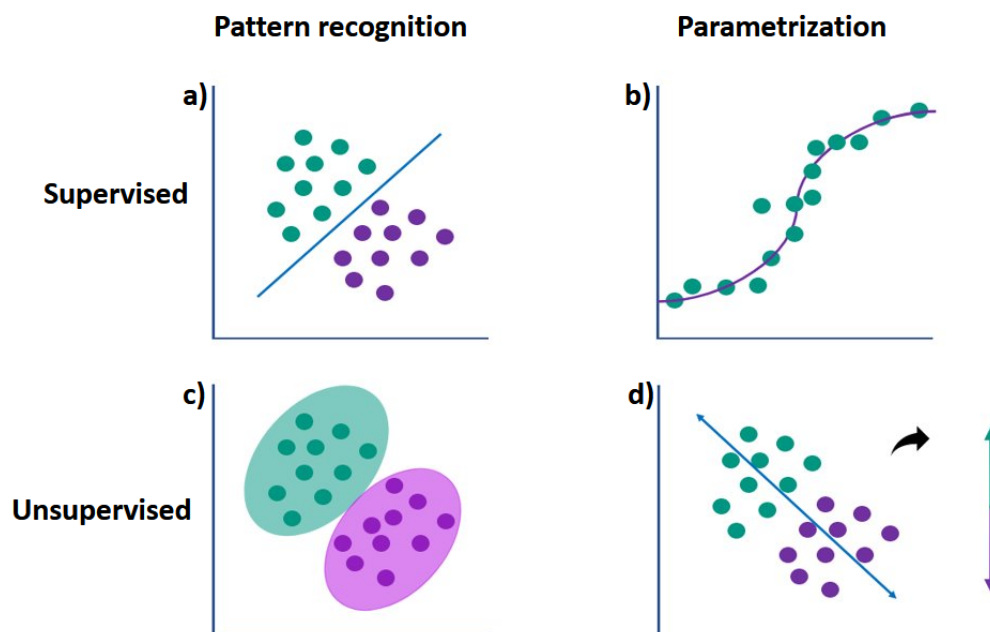 Pattern recognition
Parametrization
a)
b)
Supervised
c)
d)
Unsupervised